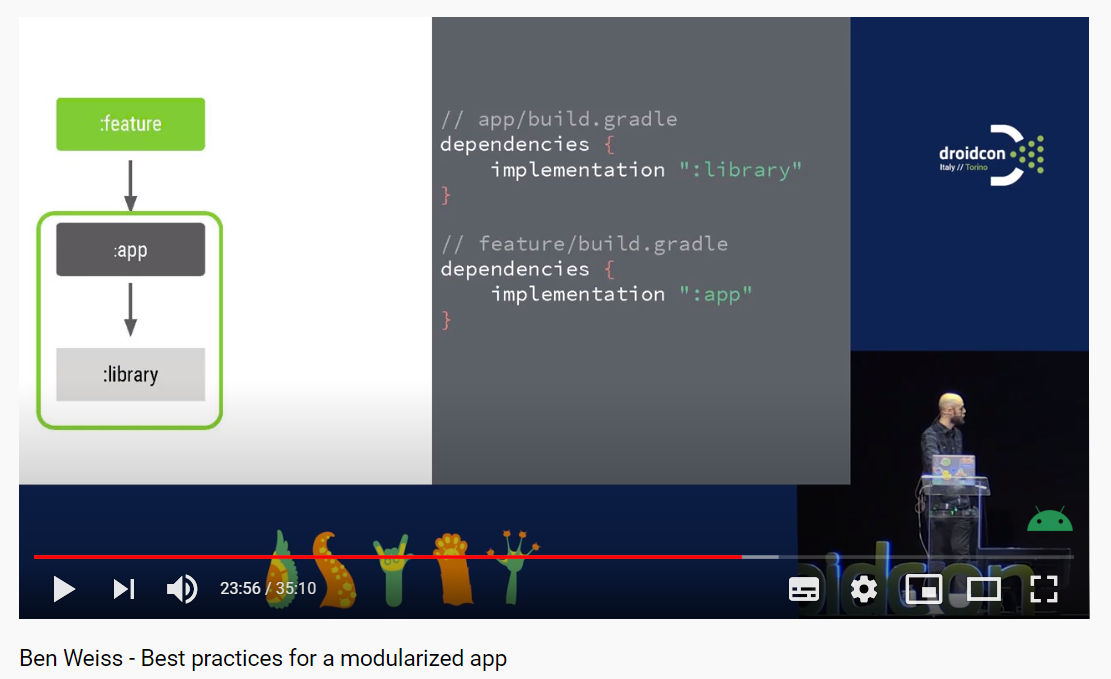 :feature
:app
:library
// app/build.gradle
dependencies {
implementation ":library"
}
// feature/build.gradle
dependencies {
implementation ":app"
}
droidcon
Italy // Torino
23:56 / 35:10
Ben Weiss - Best practices for a modularized app